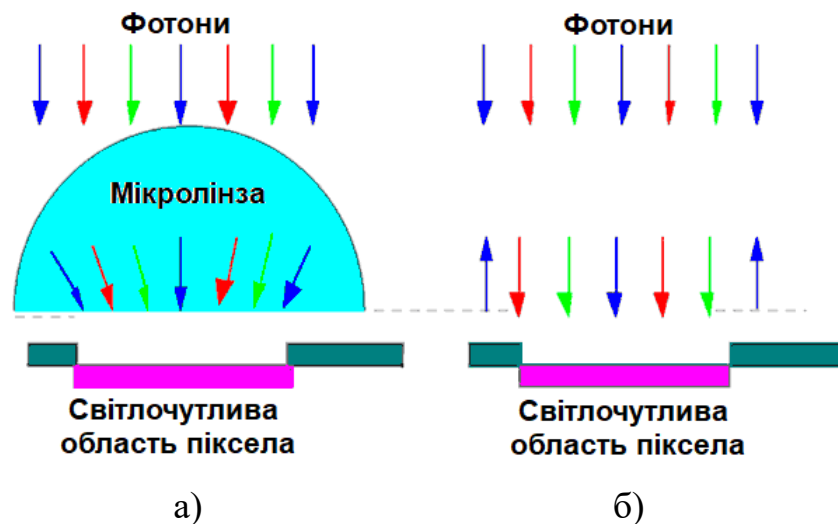 Фотони
Мікролінза
Світлочутлива
область піксела
а)
Фотони
Світлочутлива
область піксела
б)